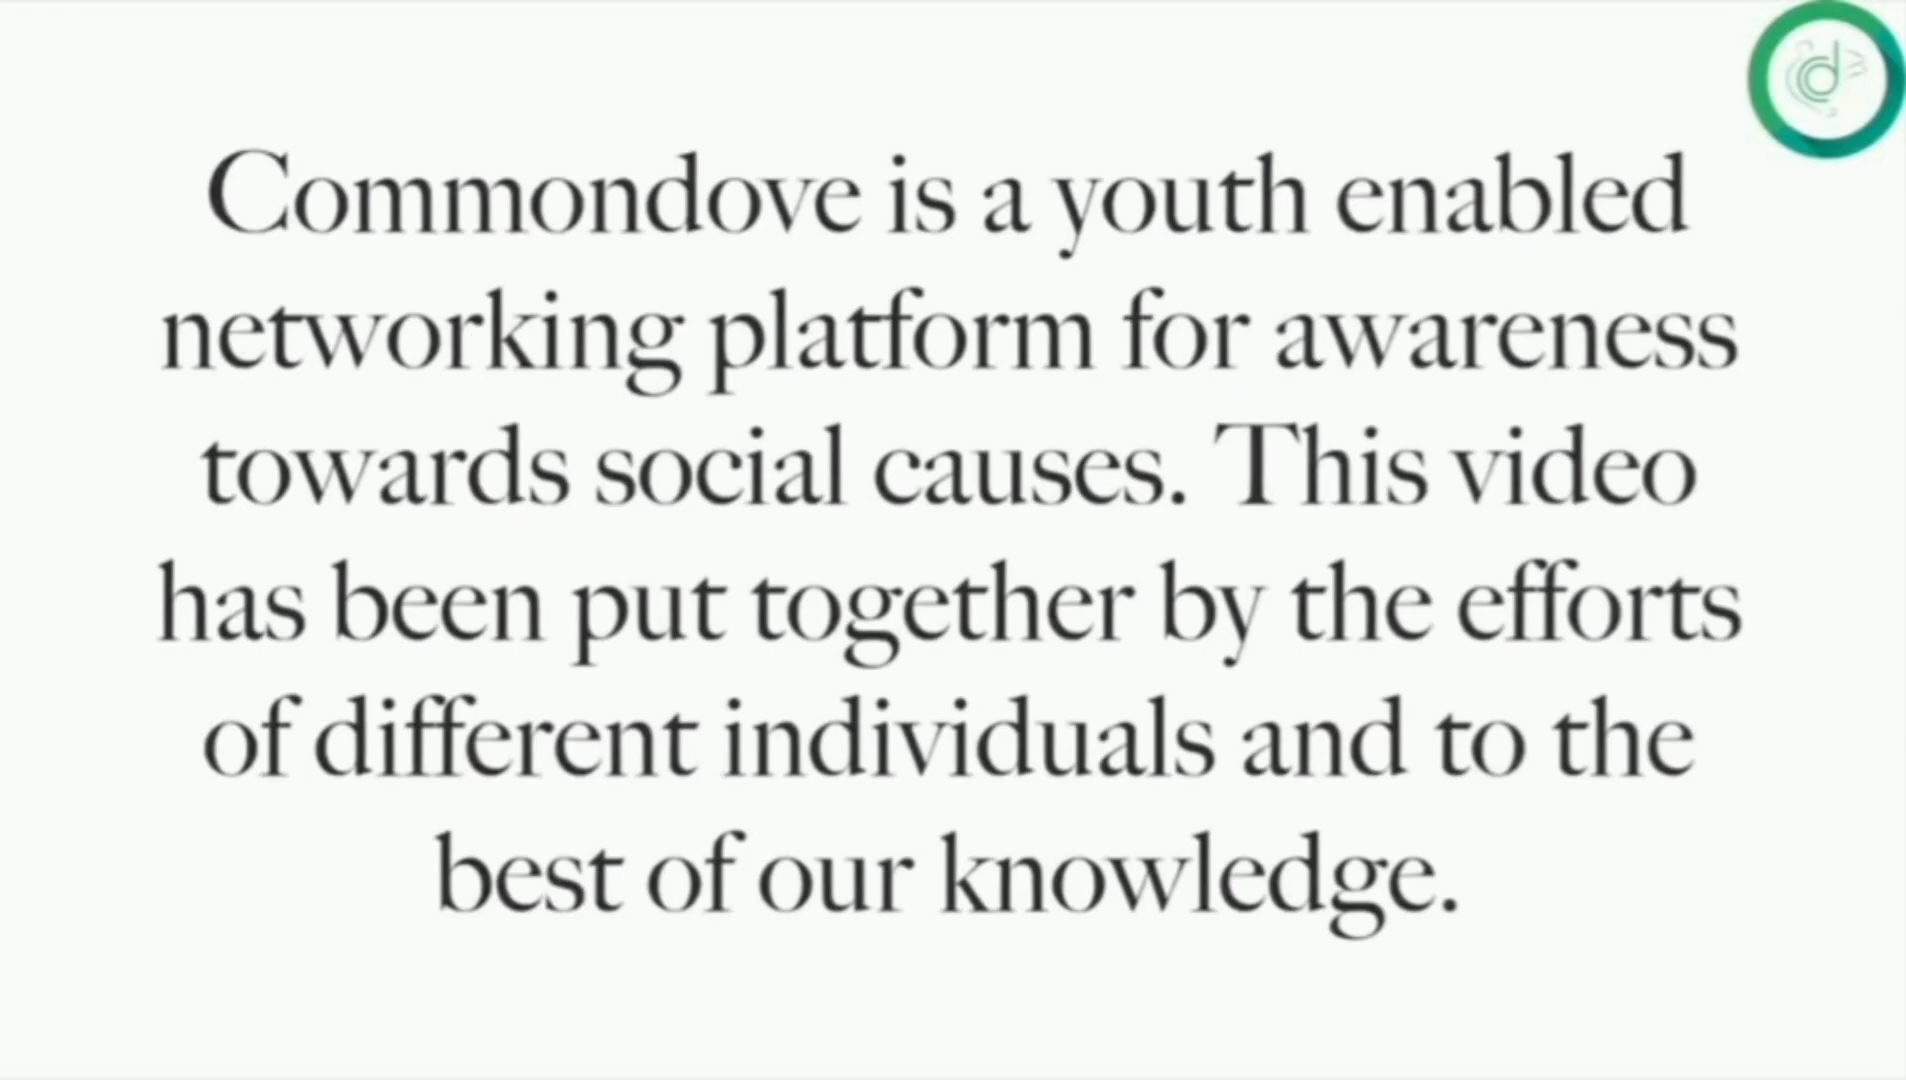 Commondove is a youth enabled
networking platform for awareness
towards social causes. This video
has been put together by the efforts
of different individuals and to the
best of our knowledge.